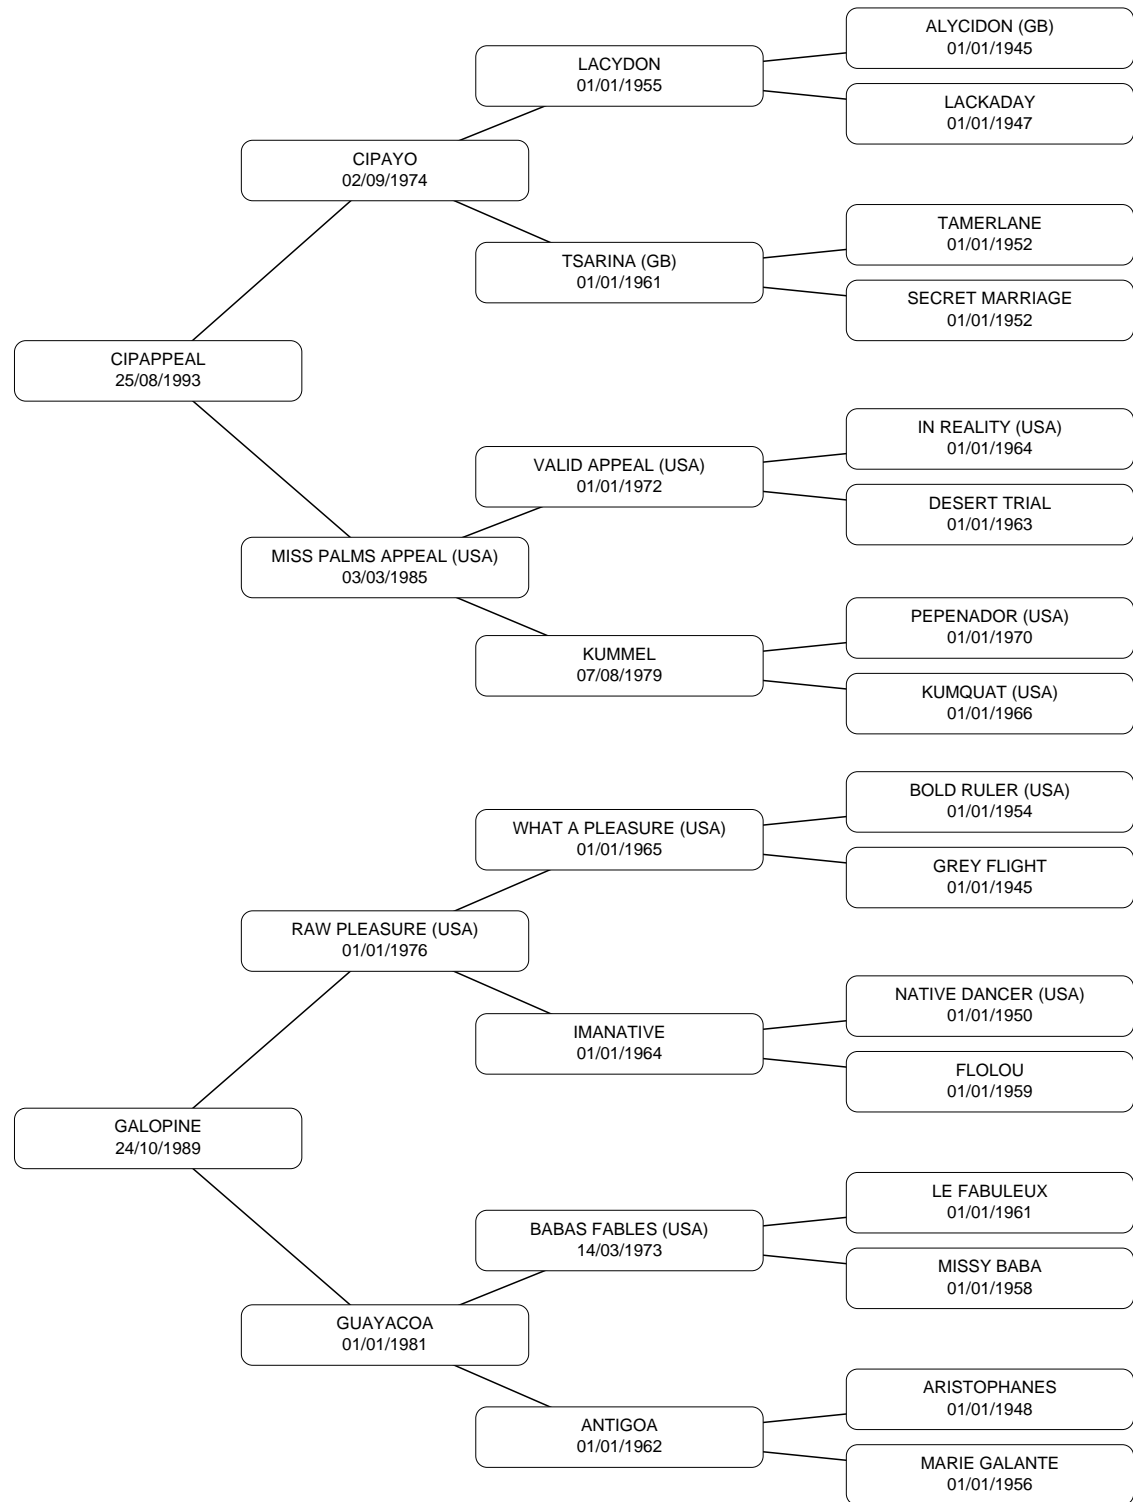 ALYCIDON (GB)
01/01/1945
LACYDON
01/01/1955
LACKADAY
01/01/1947
CIPAYO
02/09/1974
TAMERLANE
01/01/1952
TSARINA (GB)
01/01/1961
SECRET MARRIAGE
01/01/1952
CIPAPPEAL
25/08/1993
IN REALITY (USA)
01/01/1964
VALID APPEAL (USA)
01/01/1972
DESERT TRIAL
01/01/1963
MISS PALMS APPEAL (USA)
03/03/1985
PEPENADOR (USA)
01/01/1970
KUMMEL
07/08/1979
KUMQUAT (USA)
01/01/1966
BOLD RULER (USA)
01/01/1954
WHAT A PLEASURE (USA)
01/01/1965
GREY FLIGHT
01/01/1945
RAW PLEASURE (USA)
01/01/1976
NATIVE DANCER (USA)
01/01/1950
IMANATIVE
01/01/1964
FLOLOU
01/01/1959
GALOPINE
24/10/1989
LE FABULEUX
01/01/1961
BABAS FABLES (USA)
14/03/1973
MISSY BABA
01/01/1958
GUAYACOA
01/01/1981
ARISTOPHANES
01/01/1948
ANTIGOA
01/01/1962
MARIE GALANTE
01/01/1956